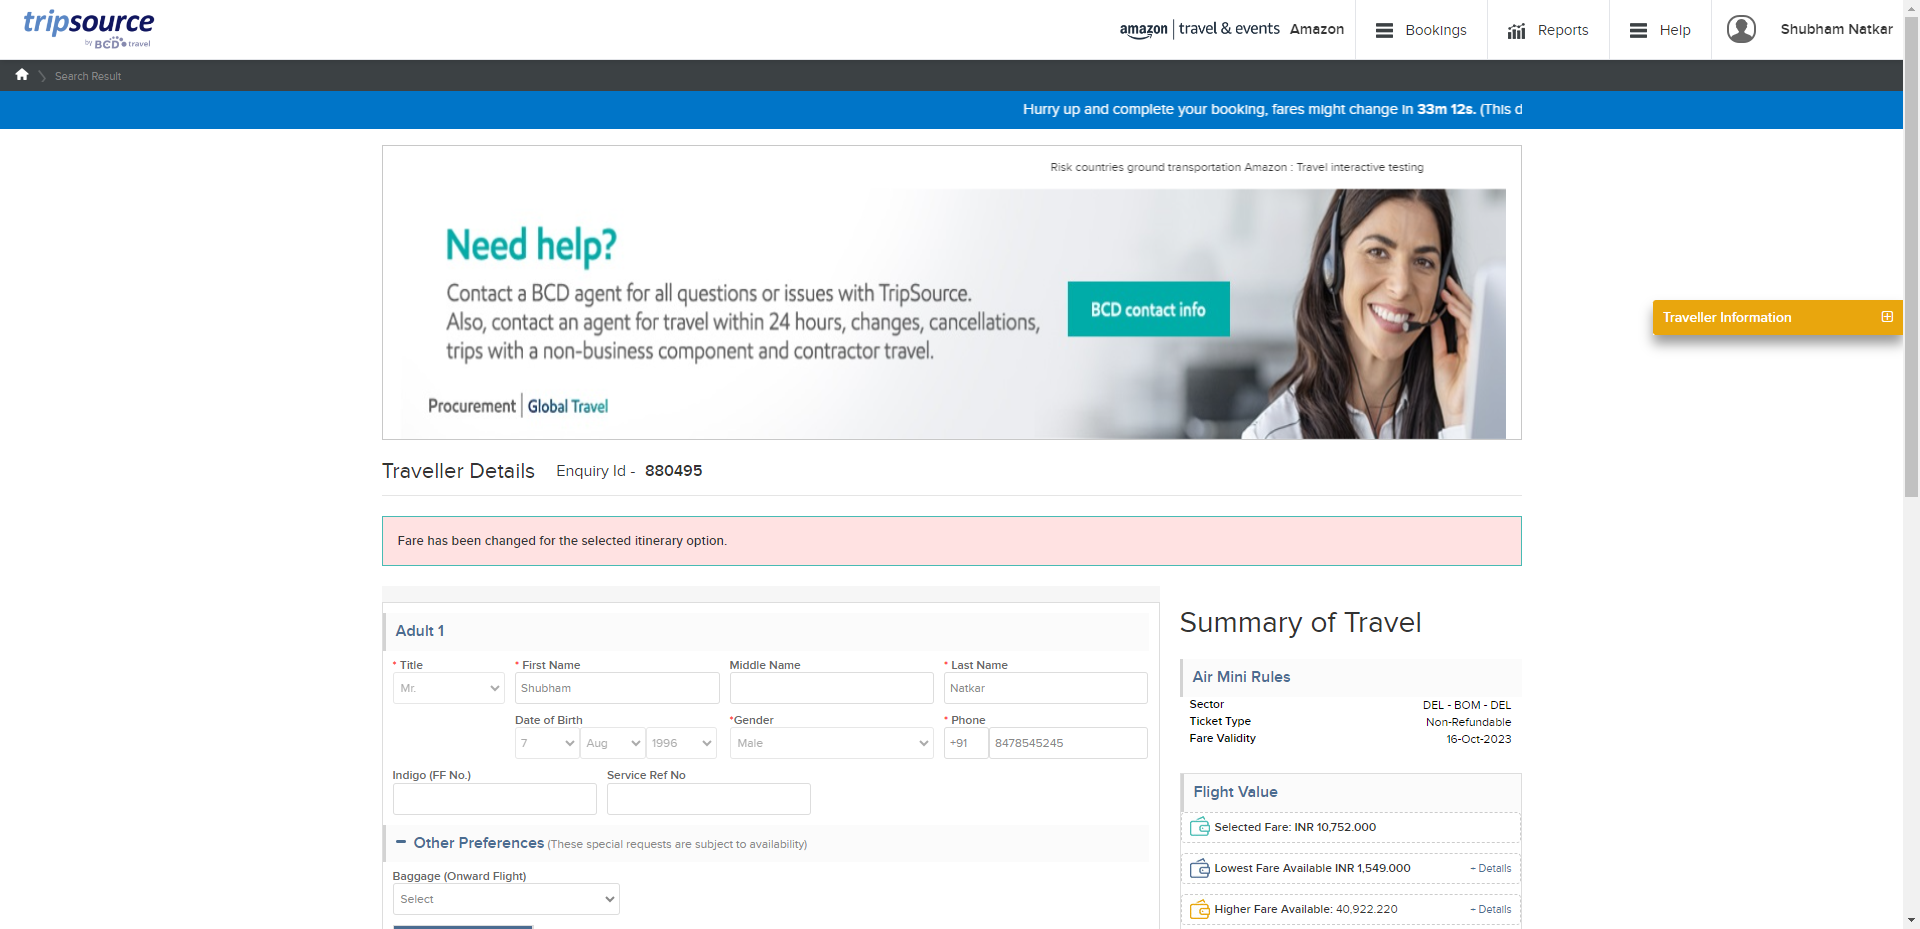 tripsource
by BCD travel
amazon | travel & events Amazon
Bookings
Reports
Help
Shubham Natkar
Search Result
Hurry up and complete your booking, fares might change in 33m 12s. (This d
Risk countries ground transportation Amazon : Travel interactive testing
Need help?
Contact a BCD agent for all questions or issues with TripSource.
Also, contact an agent for travel within 24 hours, changes, cancellations,
trips with a non-business component and contractor travel.
BCD contact info
Procurement | Global Travel
Traveller Information
Traveller Details Enquiry Id - 880495
Fare has been changed for the selected itinerary option.
Adult 1
* Title * First Name Middle Name * Last Name
Mr. Shubham Natkar
Date of Birth *Gender * Phone
7 Aug 1996 Male +91 8478545245
Indigo (FF No.) Service Ref No
Other Preferences (These special requests are subject to availability)
Baggage (Onward Flight)
Select
Summary of Travel
Air Mini Rules
Sector DEL - BOM - DEL
Ticket Type Non-Refundable
Fare Validity 16-Oct-2023
Flight Value
Selected Fare: INR 10,752.000
Lowest Fare Available INR 1,549.000 + Details
Higher Fare Available: 40,922.220 + Details